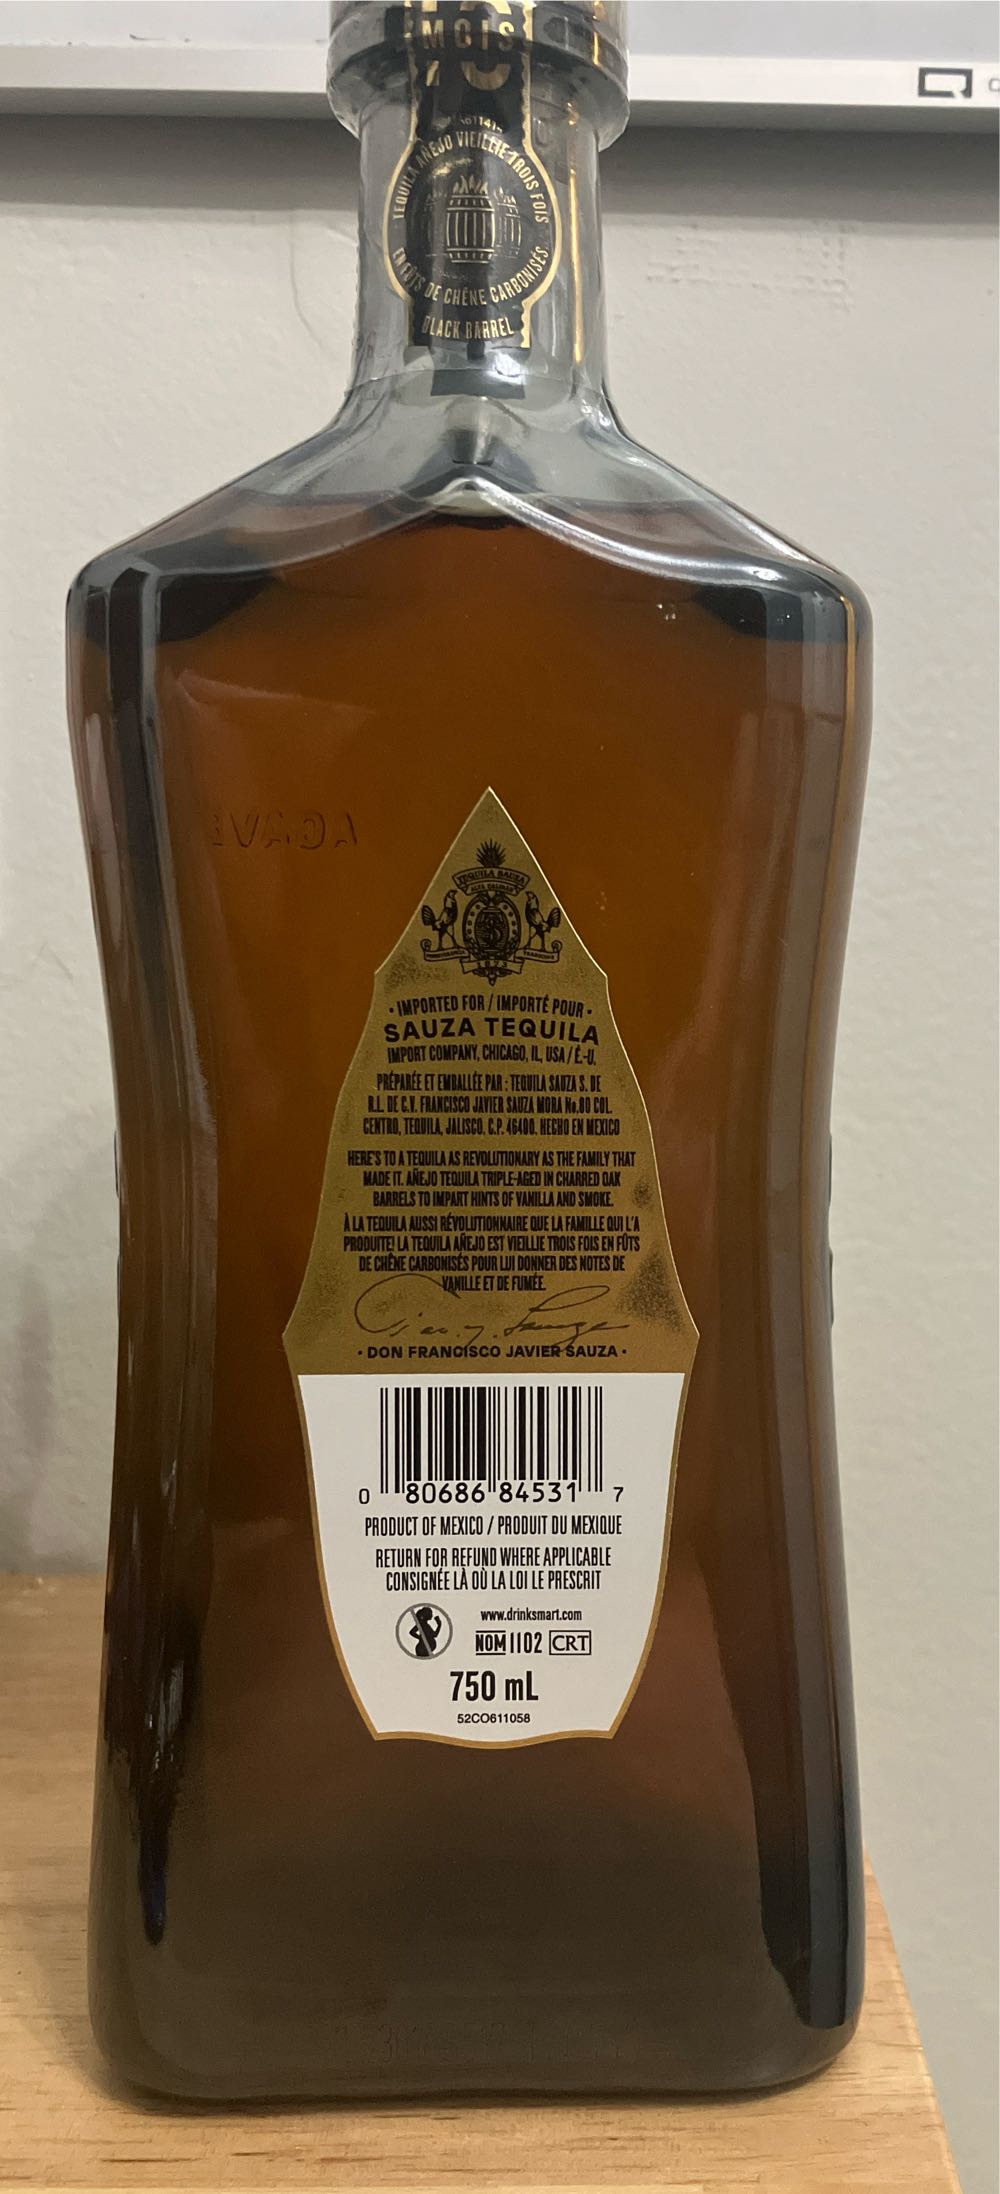 MOIS
TEQUILA AÑEJO VIEILLIE TROIS FOIS
EN FÛTS DE CHÊNE CARBONISÉS
BLACK BARREL
AGAVE
TEQUILA SAUZA
1873
• IMPORTED FOR / IMPORTÉ POUR •
SAUZA TEQUILA
IMPORT COMPANY, CHICAGO, IL, USA / É.-U.
PRÉPARÉE ET EMBALLÉE PAR : TEQUILA SAUZA S. DE
R.L. DE C.V. FRANCISCO JAVIER SAUZA MORA No.80 COL.
CENTRO, TEQUILA, JALISCO. C.P. 46400. HECHO EN MEXICO
HERE'S TO A TEQUILA AS REVOLUTIONARY AS THE FAMILY THAT
MADE IT. AÑEJO TEQUILA TRIPLE-AGED IN CHARRED OAK
BARRELS TO IMPART HINTS OF VANILLA AND SMOKE.
À LA TEQUILA AUSSI RÉVOLUTIONNAIRE QUE LA FAMILLE QUI L'A
PRODUITE! LA TEQUILA AÑEJO EST VIEILLIE TROIS FOIS EN FÛTS
DE CHÊNE CARBONISÉS POUR LUI DONNER DES NOTES DE
VANILLE ET DE FUMÉE.
• DON FRANCISCO JAVIER SAUZA •
0 80686 84531 7
PRODUCT OF MEXICO / PRODUIT DU MEXIQUE
RETURN FOR REFUND WHERE APPLICABLE
CONSIGNÉE LÀ OÙ LA LOI LE PRESCRIT
www.drinksmart.com
NOM 1102 CRT
750 mL
52CO611058